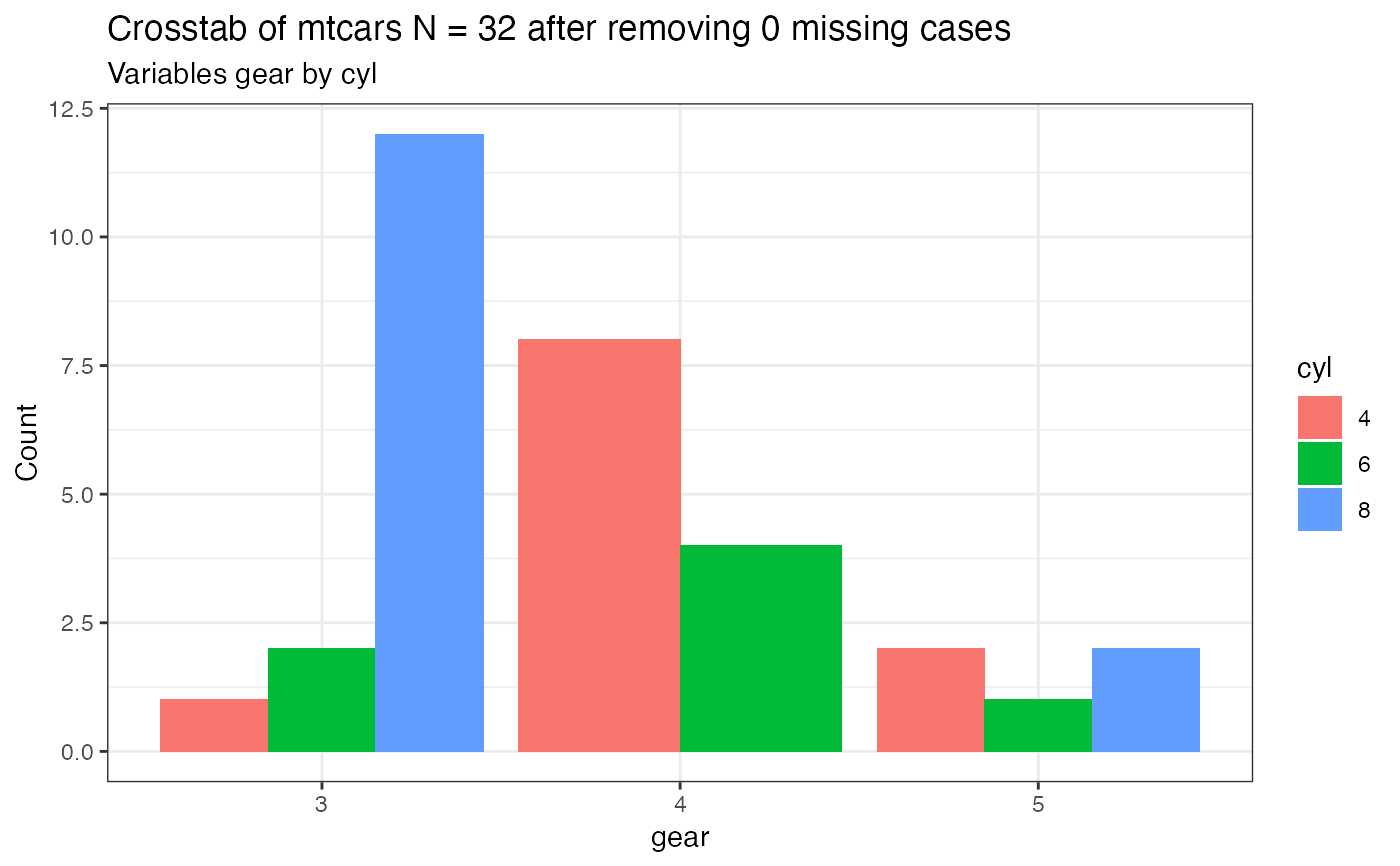 Crosstab of mtcars N = 32 after removing 0 missing cases
Variables gear by cyl
12.5
10.0
7.5
5.0
2.5
0.0
Count
3
4
5
gear
cyl
4
6
8